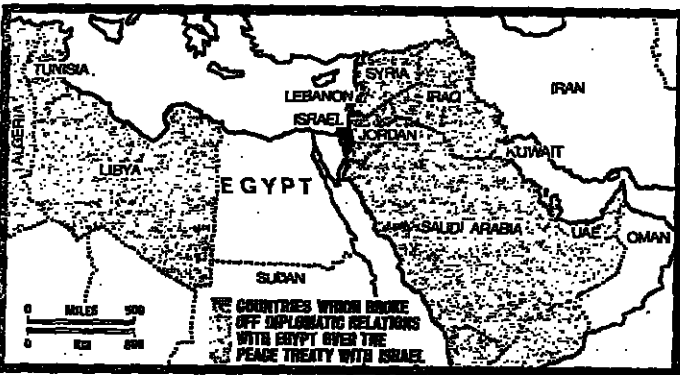 TUNISIA
ALGERIA
LIBYA
EGYPT
SUDAN
LEBANON
ISRAEL
SYRIA
IRAQ
JORDAN
IRAN
KUWAIT
SAUDI ARABIA
UAE
OMAN
0 MILES 500
0 800
COUNTRIES WHICH BROKE
OFF DIPLOMATIC RELATIONS
WITH EGYPT OVER THE
PEACE TREATY WITH ISRAEL